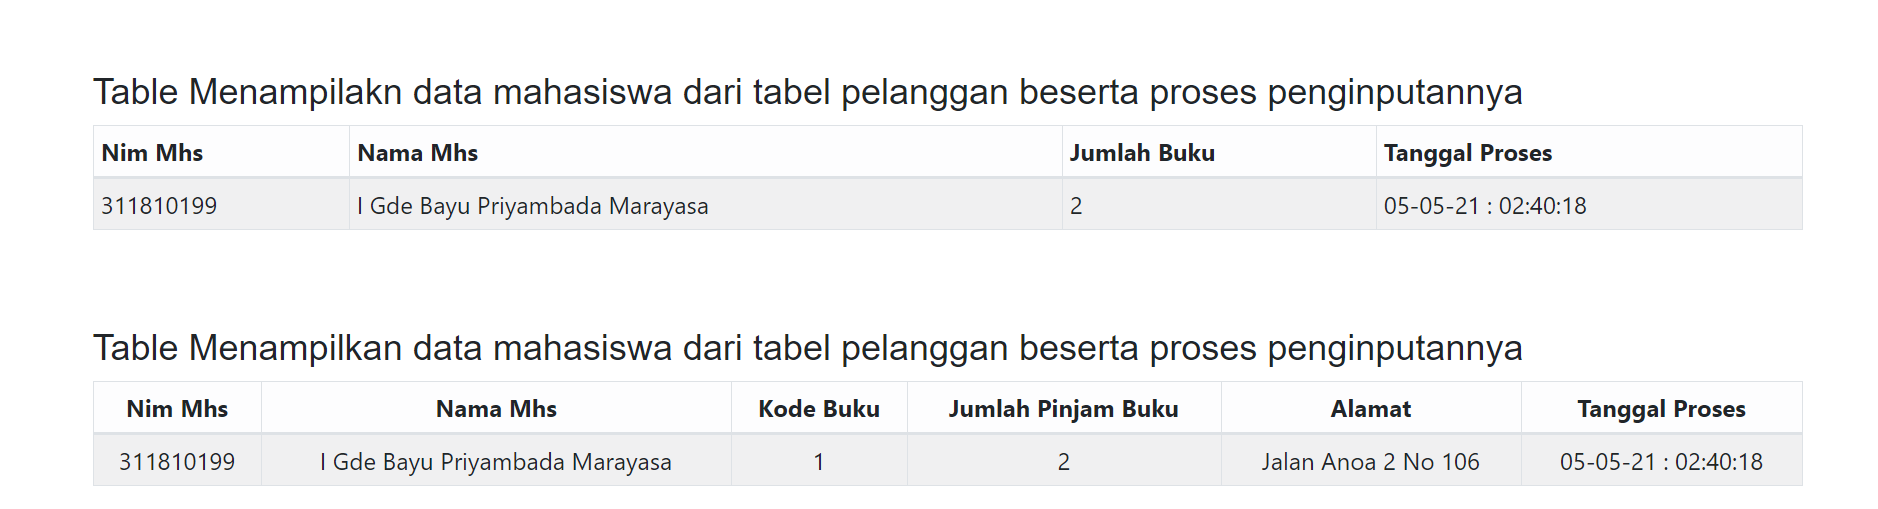 Table Menampilakn data mahasiswa dari tabel pelanggan beserta proses penginputannya
Nim Mhs Nama Mhs Jumlah Buku Tanggal Proses
311810199 I Gde Bayu Priyambada Marayasa 2 05-05-21 : 02:40:18
Table Menampilkan data mahasiswa dari tabel pelanggan beserta proses penginputannya
Nim Mhs Nama Mhs Kode Buku Jumlah Pinjam Buku Alamat Tanggal Proses
311810199 I Gde Bayu Priyambada Marayasa 1 2 Jalan Anoa 2 No 106 05-05-21 : 02:40:18